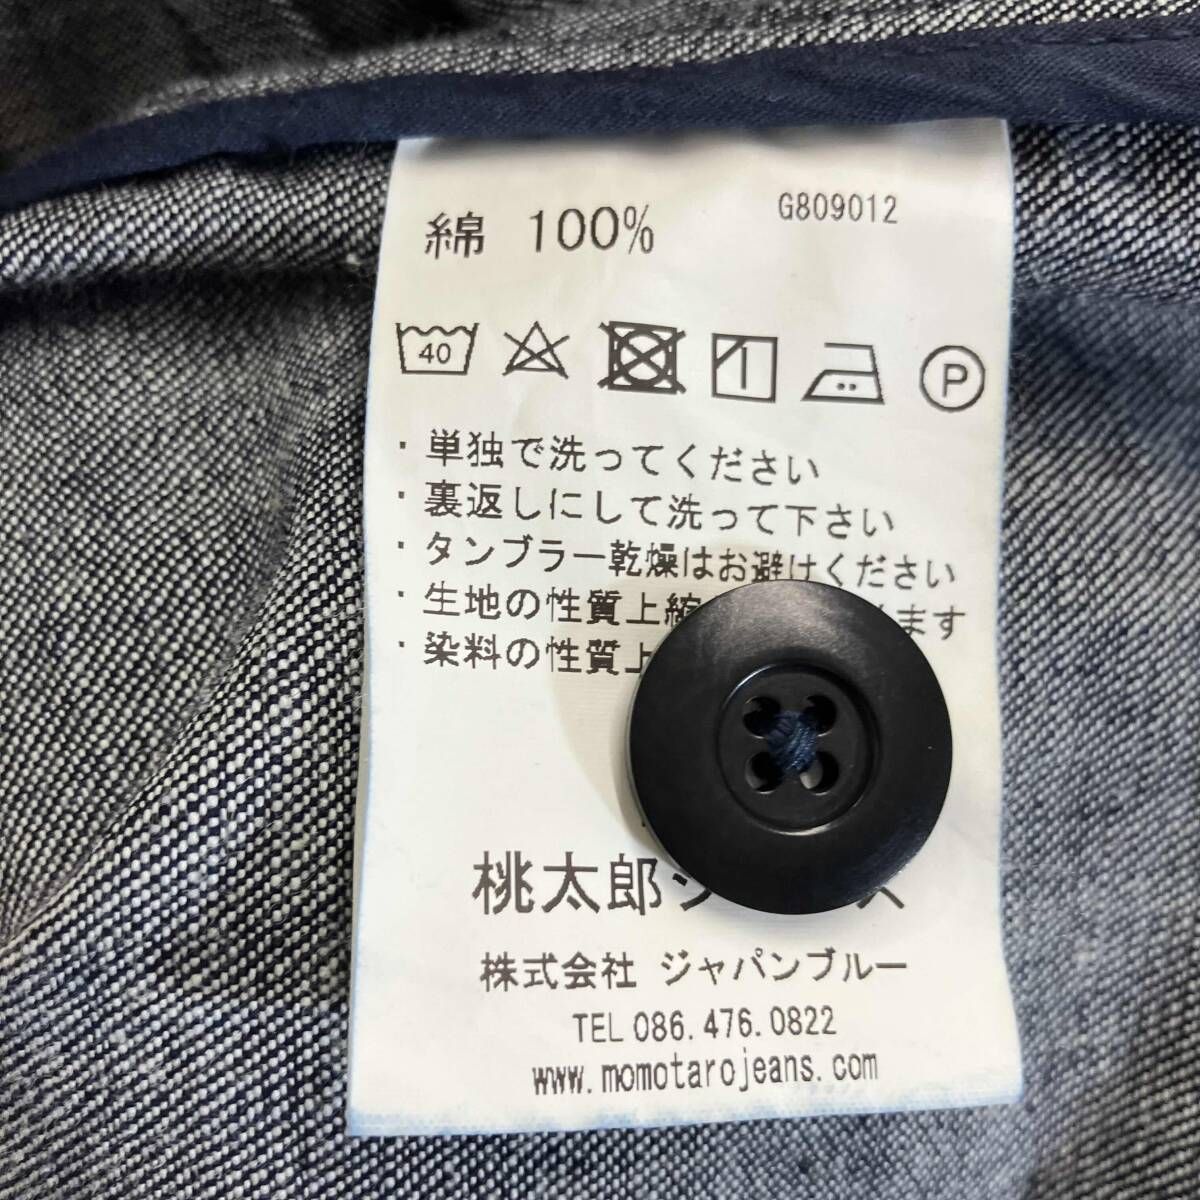 綿 100% G809012
40 P
・単独で洗ってください
・裏返しにして洗って下さい
・タンブラー乾燥はお避けください
・生地の性質上縮 ます
・染料の性質上
桃太郎ジ ス
株式会社 ジャパンブルー
TEL 086.476.0822
www.momotarojeans.com